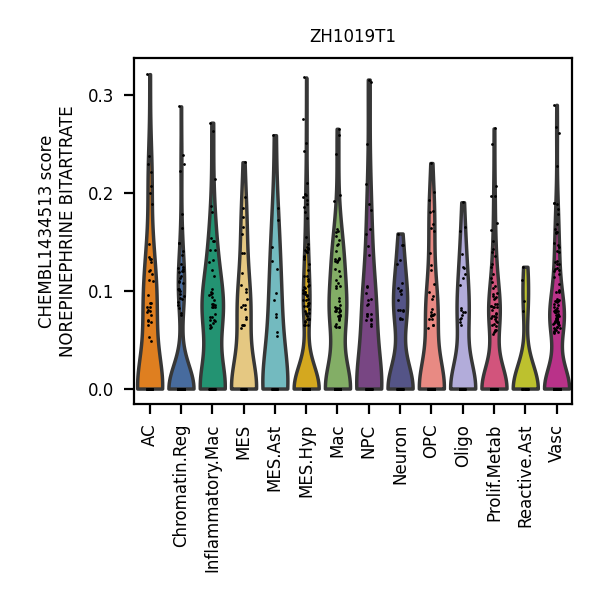 ZH1019T1
CHEMBL1434513 score
NOREPINEPHRINE BITARTRATE
0.3
0.2
0.1
0.0
AC
Chromatin.Reg
Inflammatory.Mac
MES
MES.Ast
MES.Hyp
Mac
NPC
Neuron
OPC
Oligo
Prolif.Metab
Reactive.Ast
Vasc